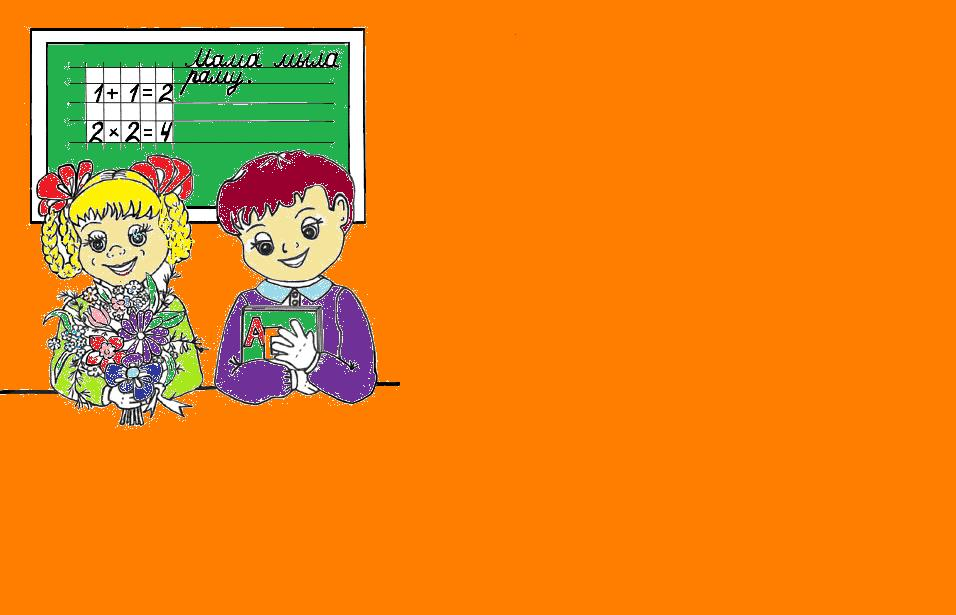 Мама мыла
раму.
1 + 1 = 2
2 × 2 = 4
А